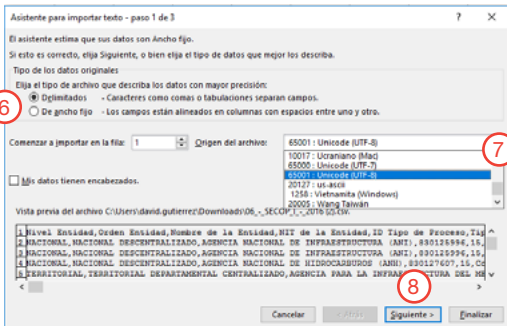 Asistente para importar texto - paso 1 de 3 ? ×
El asistente estima que sus datos son Ancho fijo.
Si esto es correcto, elija Siguiente, o bien elija el tipo de datos que mejor los describa.
Tipo de los datos originales
Elija el tipo de archivo que describa los datos con mayor precisión:
6 Delimitados - Caracteres como comas o tabulaciones separan campos.
De ancho fijo - Los campos están alineados en columnas con espacios entre uno y otro.
Comenzar a importar en la fila: 1 Origen del archivo: 65001 : Unicode (UTF-8)
7
10017 : Ucraniano (Mac)
65000 : Unicode (UTF-7)
65001 : Unicode (UTF-8)
20127 : us-ascii
1258 : Vietnamita (Windows)
20005 : Wang Taiwán
Mis datos tienen encabezados.
Vista previa del archivo C:\Users\david.gutierrez\Downloads\06_-_SECOP_I_-_2016 (2).csv.
1 Nivel Entidad,Orden Entidad,Nombre de la Entidad,NIT de la Entidad,ID Tipo de Proceso,Tip
2 NACIONAL,NACIONAL DESCENTRALIZADO,AGENCIA NACIONAL DE INFRAESTRUCTURA (ANI),830125996,15,
3 NACIONAL,NACIONAL DESCENTRALIZADO,AGENCIA NACIONAL DE INFRAESTRUCTURA (ANI),830125996,15,
4 NACIONAL,NACIONAL DESCENTRALIZADO,AGENCIA NACIONAL DE HIDROCARBUROS (ANH),830127607,15,Co
5 TERRITORIAL,TERRITORIAL DEPARTAMENTAL CENTRALIZADO,AGENCIA PARA LA INFRAESTRUCTURA DEL ME
8
Cancelar < Atrás Siguiente > Finalizar